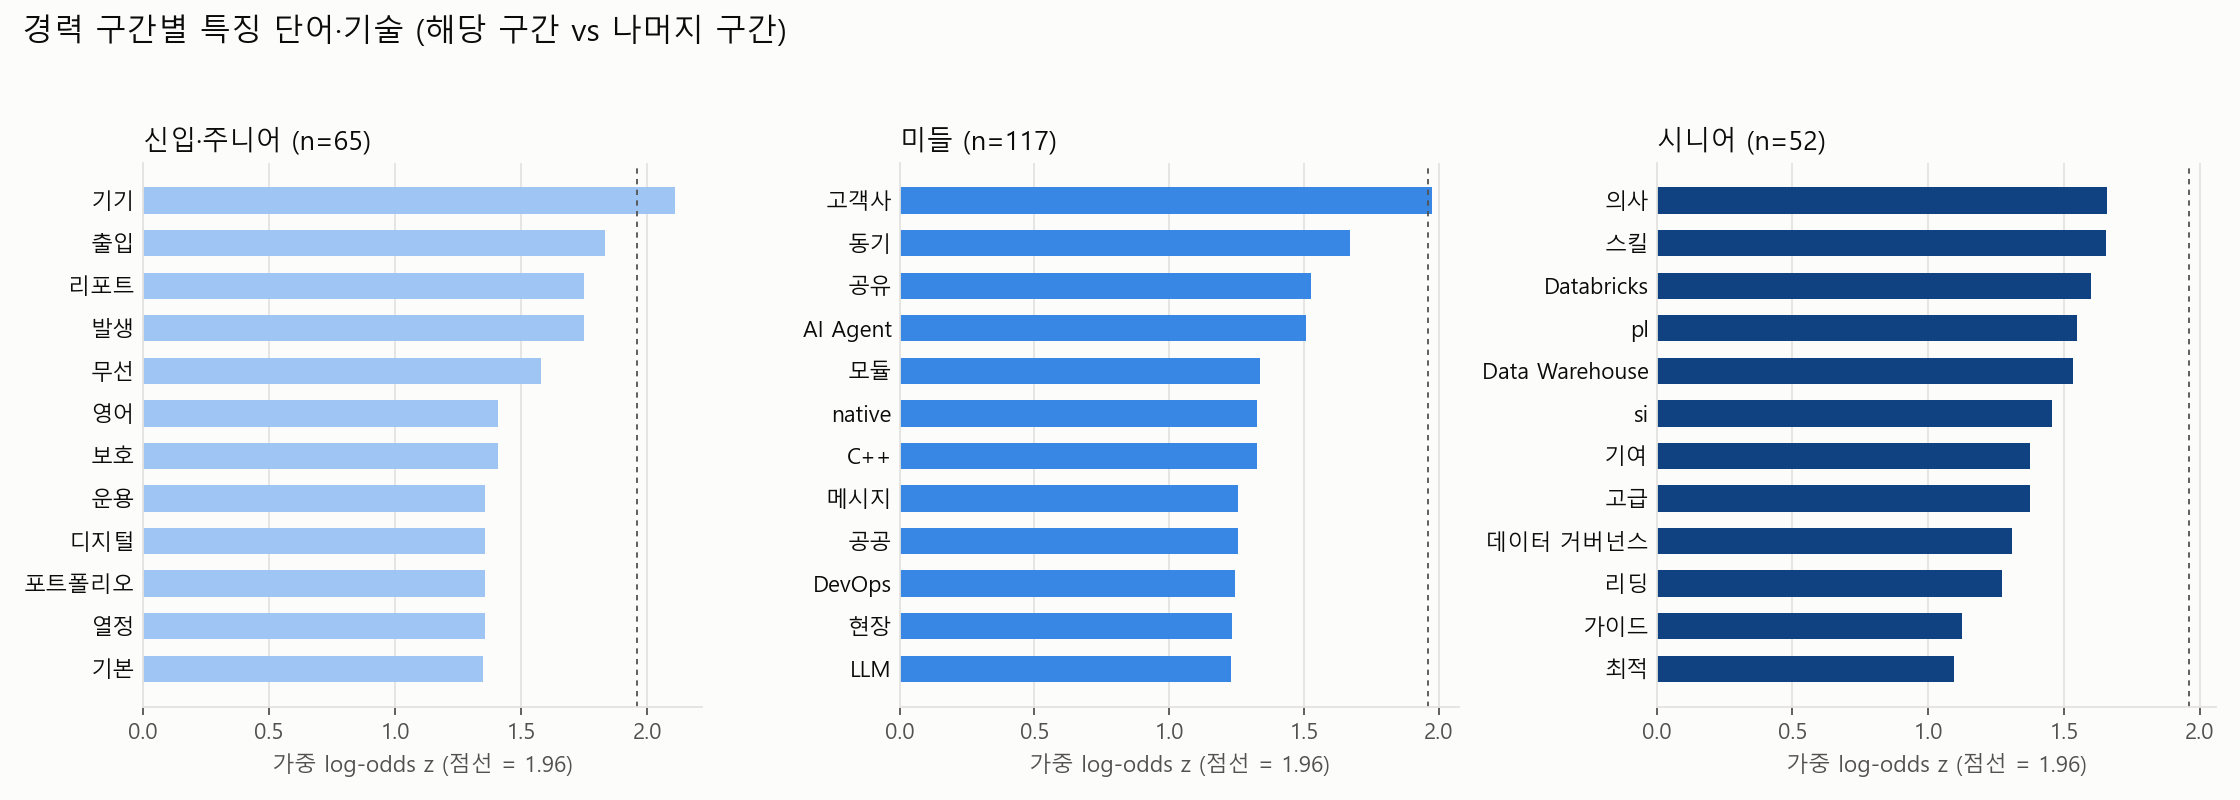 경력 구간별 특징 단어·기술 (해당 구간 vs 나머지 구간)
신입·주니어 (n=65)
기기
출입
리포트
발생
무선
영어
보호
운용
디지털
포트폴리오
열정
기본
0.0 0.5 1.0 1.5 2.0
가중 log-odds z (점선 = 1.96)
미들 (n=117)
고객사
동기
공유
AI Agent
모듈
native
C++
메시지
공공
DevOps
현장
LLM
0.0 0.5 1.0 1.5 2.0
가중 log-odds z (점선 = 1.96)
시니어 (n=52)
의사
스킬
Databricks
pl
Data Warehouse
si
기여
고급
데이터 거버넌스
리딩
가이드
최적
0.0 0.5 1.0 1.5 2.0
가중 log-odds z (점선 = 1.96)